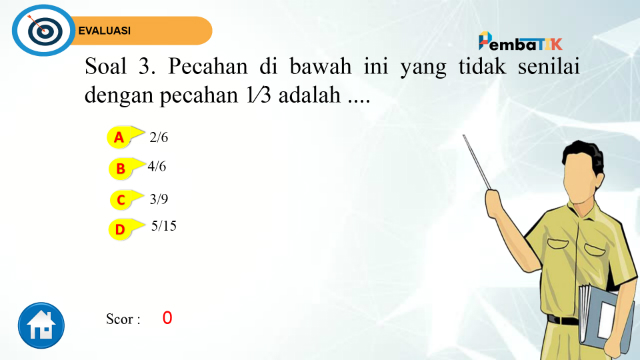 EVALUASI
PembaTIK
Soal 3. Pecahan di bawah ini yang tidak senilai
dengan pecahan 1⁄3 adalah ....
A 2/6
B 4/6
C 3/9
D 5/15
Scor : 0